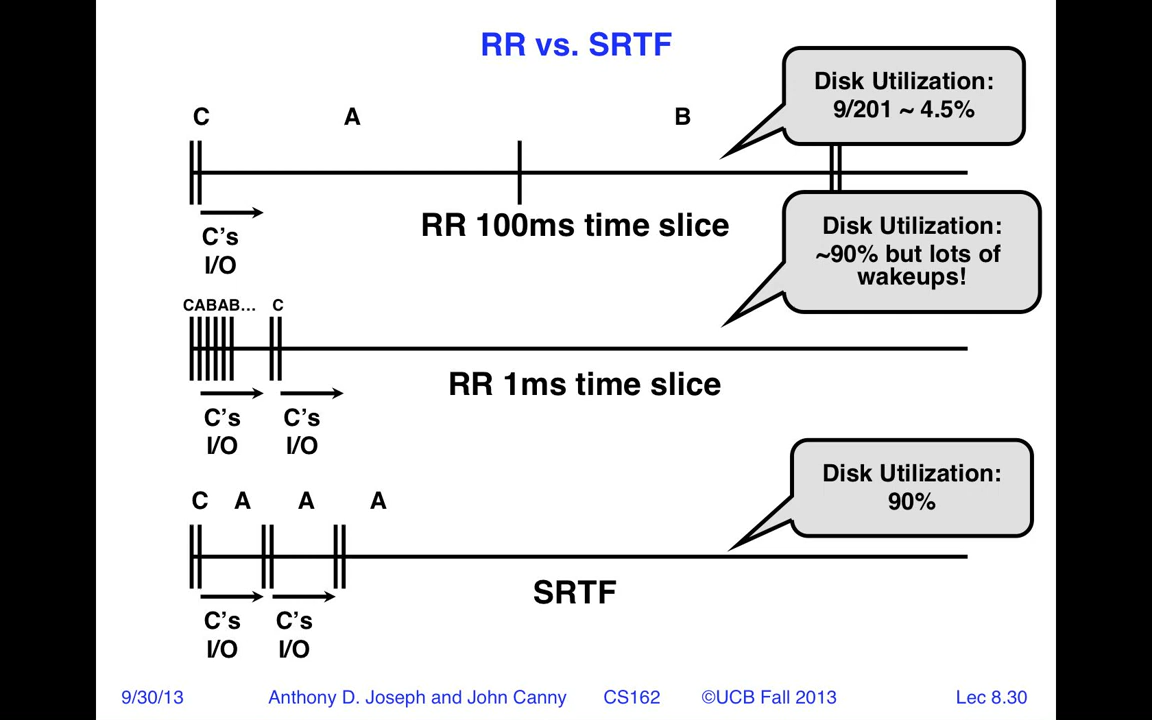 RR vs. SRTF
Disk Utilization:
9/201 ~ 4.5%
C A B
RR 100ms time slice
C's
I/O
Disk Utilization:
~90% but lots of
wakeups!
CABAB... C
RR 1ms time slice
C's
I/O
C's
I/O
Disk Utilization:
90%
C A A A
SRTF
C's
I/O
C's
I/O
9/30/13 Anthony D. Joseph and John Canny CS162 ©UCB Fall 2013 Lec 8.30